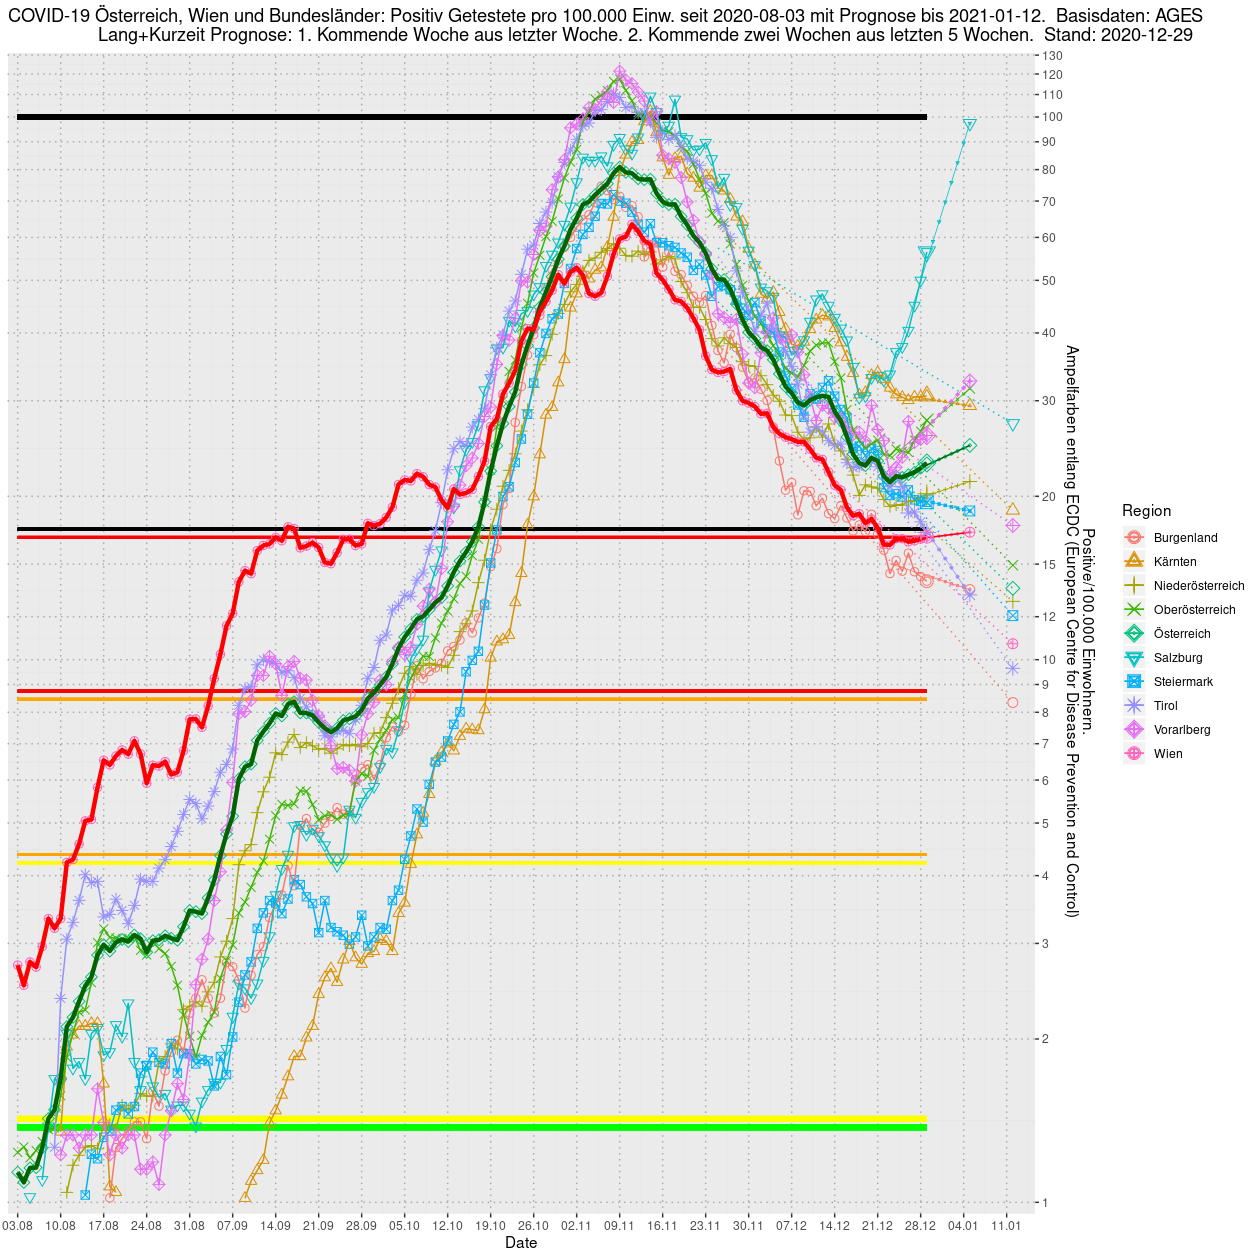 COVID-19 Österreich, Wien und Bundesländer: Positiv Getestete pro 100.000 Einw. seit 2020-08-03 mit Prognose bis 2021-01-12.  Basisdaten: AGES
Lang+Kurzeit Prognose: 1. Kommende Woche aus letzter Woche. 2. Kommende zwei Wochen aus letzten 5 Wochen.  Stand: 2020-12-29
130
120
110
100
90
80
70
60
50
40
30
20
15
12
10
9
8
7
6
5
4
3
2
1
Positive/100.000 Einwohnern.
Ampelfarben entlang ECDC (European Centre for Disease Prevention and Control)
Region
Burgenland
Kärnten
Niederösterreich
Oberösterreich
Österreich
Salzburg
Steiermark
Tirol
Vorarlberg
Wien
03.08 10.08 17.08 24.08 31.08 07.09 14.09 21.09 28.09 05.10 12.10 19.10 26.10 02.11 09.11 16.11 23.11 30.11 07.12 14.12 21.12 28.12 04.01 11.01
Date